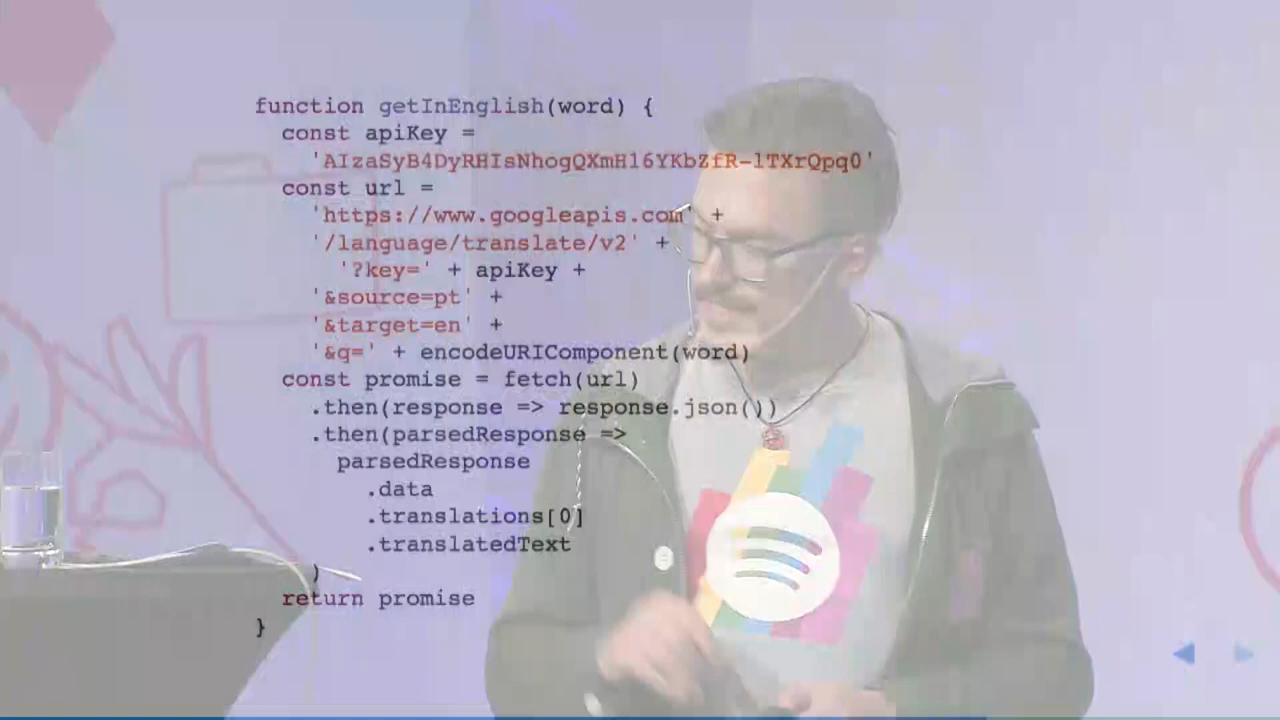 function getInEnglish(word) {
const apiKey =
'AIzaSyB4DyRHIsNhogQXmH16YKbZfR-lTXrQpq0'
const url =
'https://www.googleapis.com' +
'/language/translate/v2' +
'?key=' + apiKey +
'&source=pt' +
'&target=en' +
'&q=' + encodeURIComponent(word)
const promise = fetch(url)
.then(response => response.json())
.then(parsedResponse =>
parsedResponse
.data
.translations[0]
.translatedText
)
return promise
}